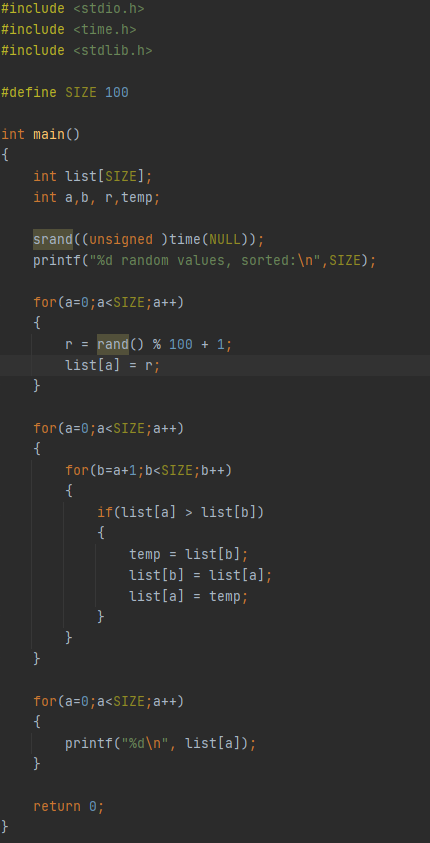 #include <stdio.h>
#include <time.h>
#include <stdlib.h>
#define SIZE 100
int main()
{
int list[SIZE];
int a,b, r,temp;
srand((unsigned )time(NULL));
printf("%d random values, sorted:\n",SIZE);
for(a=0;a<SIZE;a++)
{
r = rand() % 100 + 1;
list[a] = r;
}
for(a=0;a<SIZE;a++)
{
for(b=a+1;b<SIZE;b++)
{
if(list[a] > list[b])
{
temp = list[b];
list[b] = list[a];
list[a] = temp;
}
}
}
for(a=0;a<SIZE;a++)
{
printf("%d\n", list[a]);
}
return 0;
}